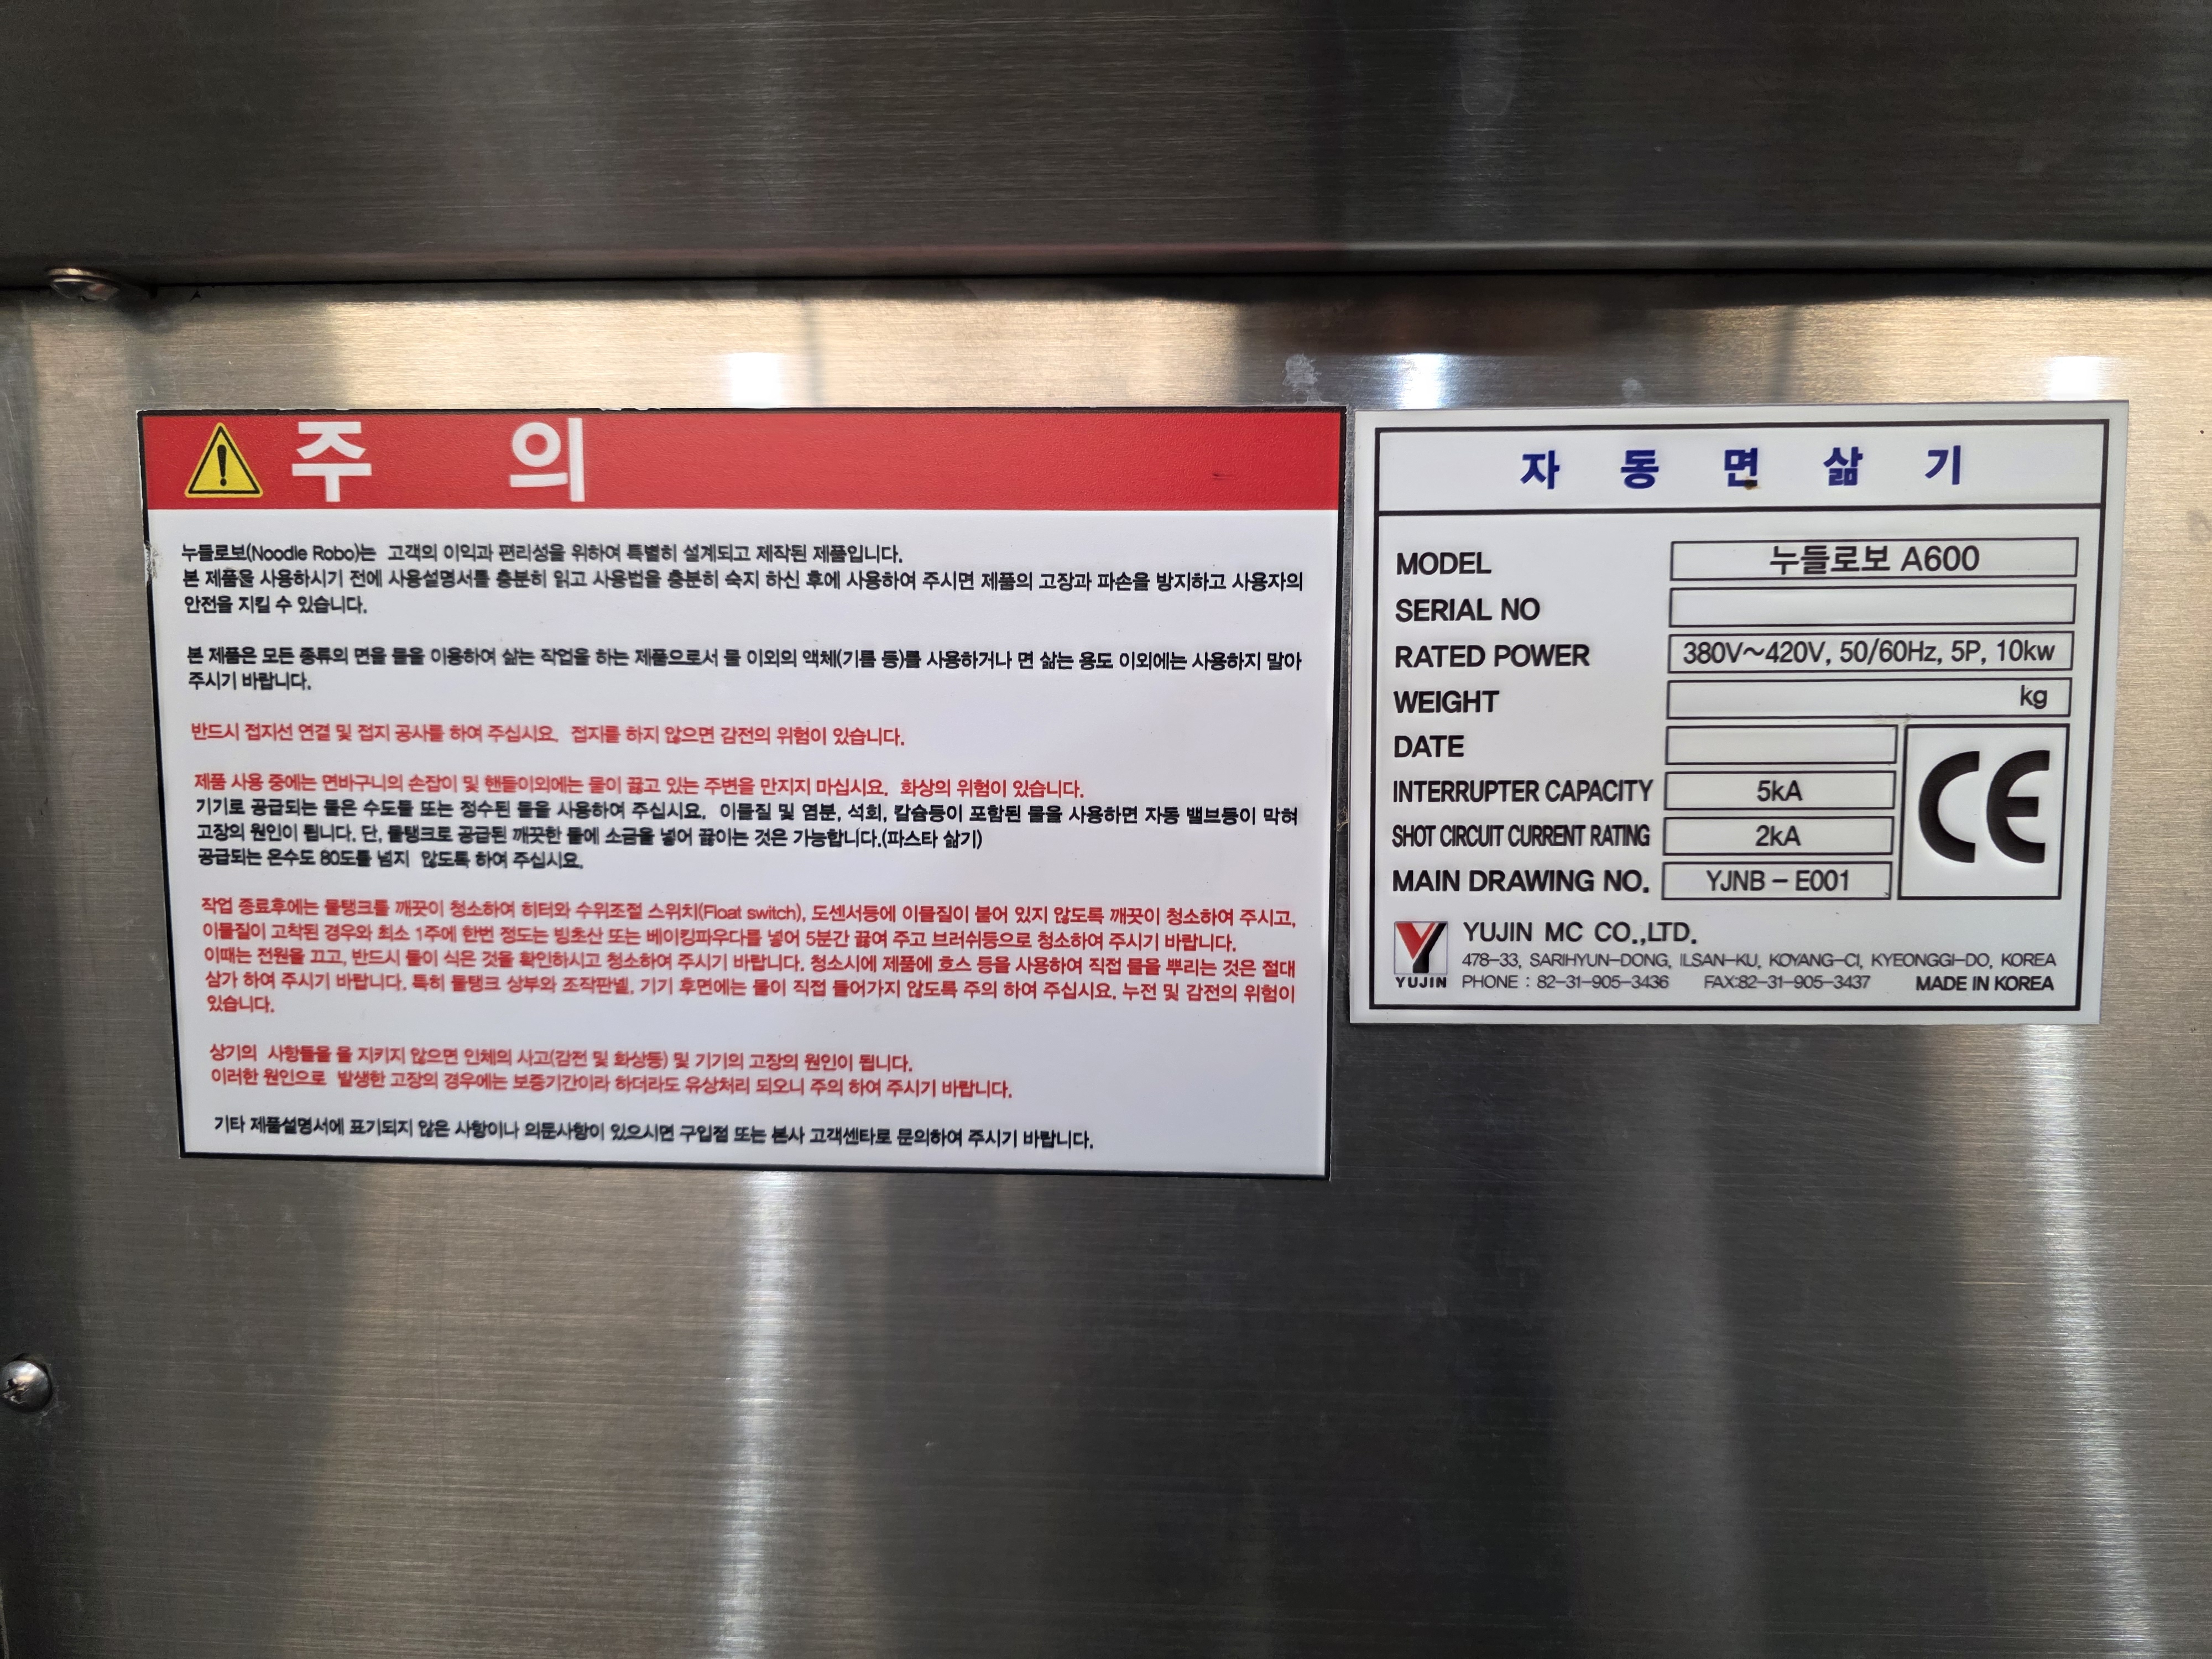 주 의
누들로보(Noodle Robo)는 고객의 이익과 편리성을 위하여 특별히 설계되고 제작된 제품입니다.
본 제품을 사용하시기 전에 사용설명서를 충분히 읽고 사용법을 충분히 숙지 하신 후에 사용하여 주시면 제품의 고장과 파손을 방지하고 사용자의
안전을 지킬 수 있습니다.
본 제품은 모든 종류의 면을 물을 이용하여 삶는 작업을 하는 제품으로서 물 이외의 액체(기름 등)를 사용하거나 면 삶는 용도 이외에는 사용하지 말아
주시기 바랍니다.
반드시 접지선 연결 및 접지 공사를 하여 주십시요. 접지를 하지 않으면 감전의 위험이 있습니다.
제품 사용 중에는 면바구니의 손잡이 및 핸들이외에는 물이 끓고 있는 주변을 만지지 마십시요. 화상의 위험이 있습니다.
기기로 공급되는 물은 수도물 또는 정수된 물을 사용하여 주십시요. 이물질 및 염분, 석회, 칼슘등이 포함된 물을 사용하면 자동 밸브등이 막혀
고장의 원인이 됩니다. 단, 물탱크로 공급된 깨끗한 물에 소금을 넣어 끓이는 것은 가능합니다.(파스타 삶기)
공급되는 온수도 80도를 넘지 않도록 하여 주십시요.
작업 종료후에는 물탱크를 깨끗이 청소하여 히터와 수위조절 스위치(Float switch), 도센서등에 이물질이 붙어 있지 않도록 깨끗이 청소하여 주시고,
이물질이 고착된 경우와 최소 1주에 한번 정도는 빙초산 또는 베이킹파우다를 넣어 5분간 끓여 주고 브러쉬등으로 청소하여 주시기 바랍니다.
이때는 전원을 끄고, 반드시 물이 식은 것을 확인하시고 청소하여 주시기 바랍니다. 청소시에 제품에 호스 등을 사용하여 직접 물을 뿌리는 것은 절대
삼가 하여 주시기 바랍니다. 특히 물탱크 상부와 조작판넬, 기기 후면에는 물이 직접 들어가지 않도록 주의 하여 주십시요. 누전 및 감전의 위험이
있습니다.
상기의 사항들을 을 지키지 않으면 인체의 사고(감전 및 화상등) 및 기기의 고장의 원인이 됩니다.
이러한 원인으로 발생한 고장의 경우에는 보증기간이라 하더라도 유상처리 되오니 주의 하여 주시기 바랍니다.
기타 제품설명서에 표기되지 않은 사항이나 의문사항이 있으시면 구입점 또는 본사 고객센타로 문의하여 주시기 바랍니다.
자 동 면 삶 기
MODEL 누들로보 A600
SERIAL NO
RATED POWER 380V~420V, 50/60Hz, 5P, 10kw
WEIGHT kg
DATE
INTERRUPTER CAPACITY 5kA
SHOT CIRCUIT CURRENT RATING 2kA
MAIN DRAWING NO. YJNB - E001
CE
YUJIN MC CO.,LTD.
478-33, SARIHYUN-DONG, ILSAN-KU, KOYANG-CI, KYEONGGI-DO, KOREA
YUJIN PHONE : 82-31-905-3436 FAX:82-31-905-3437 MADE IN KOREA